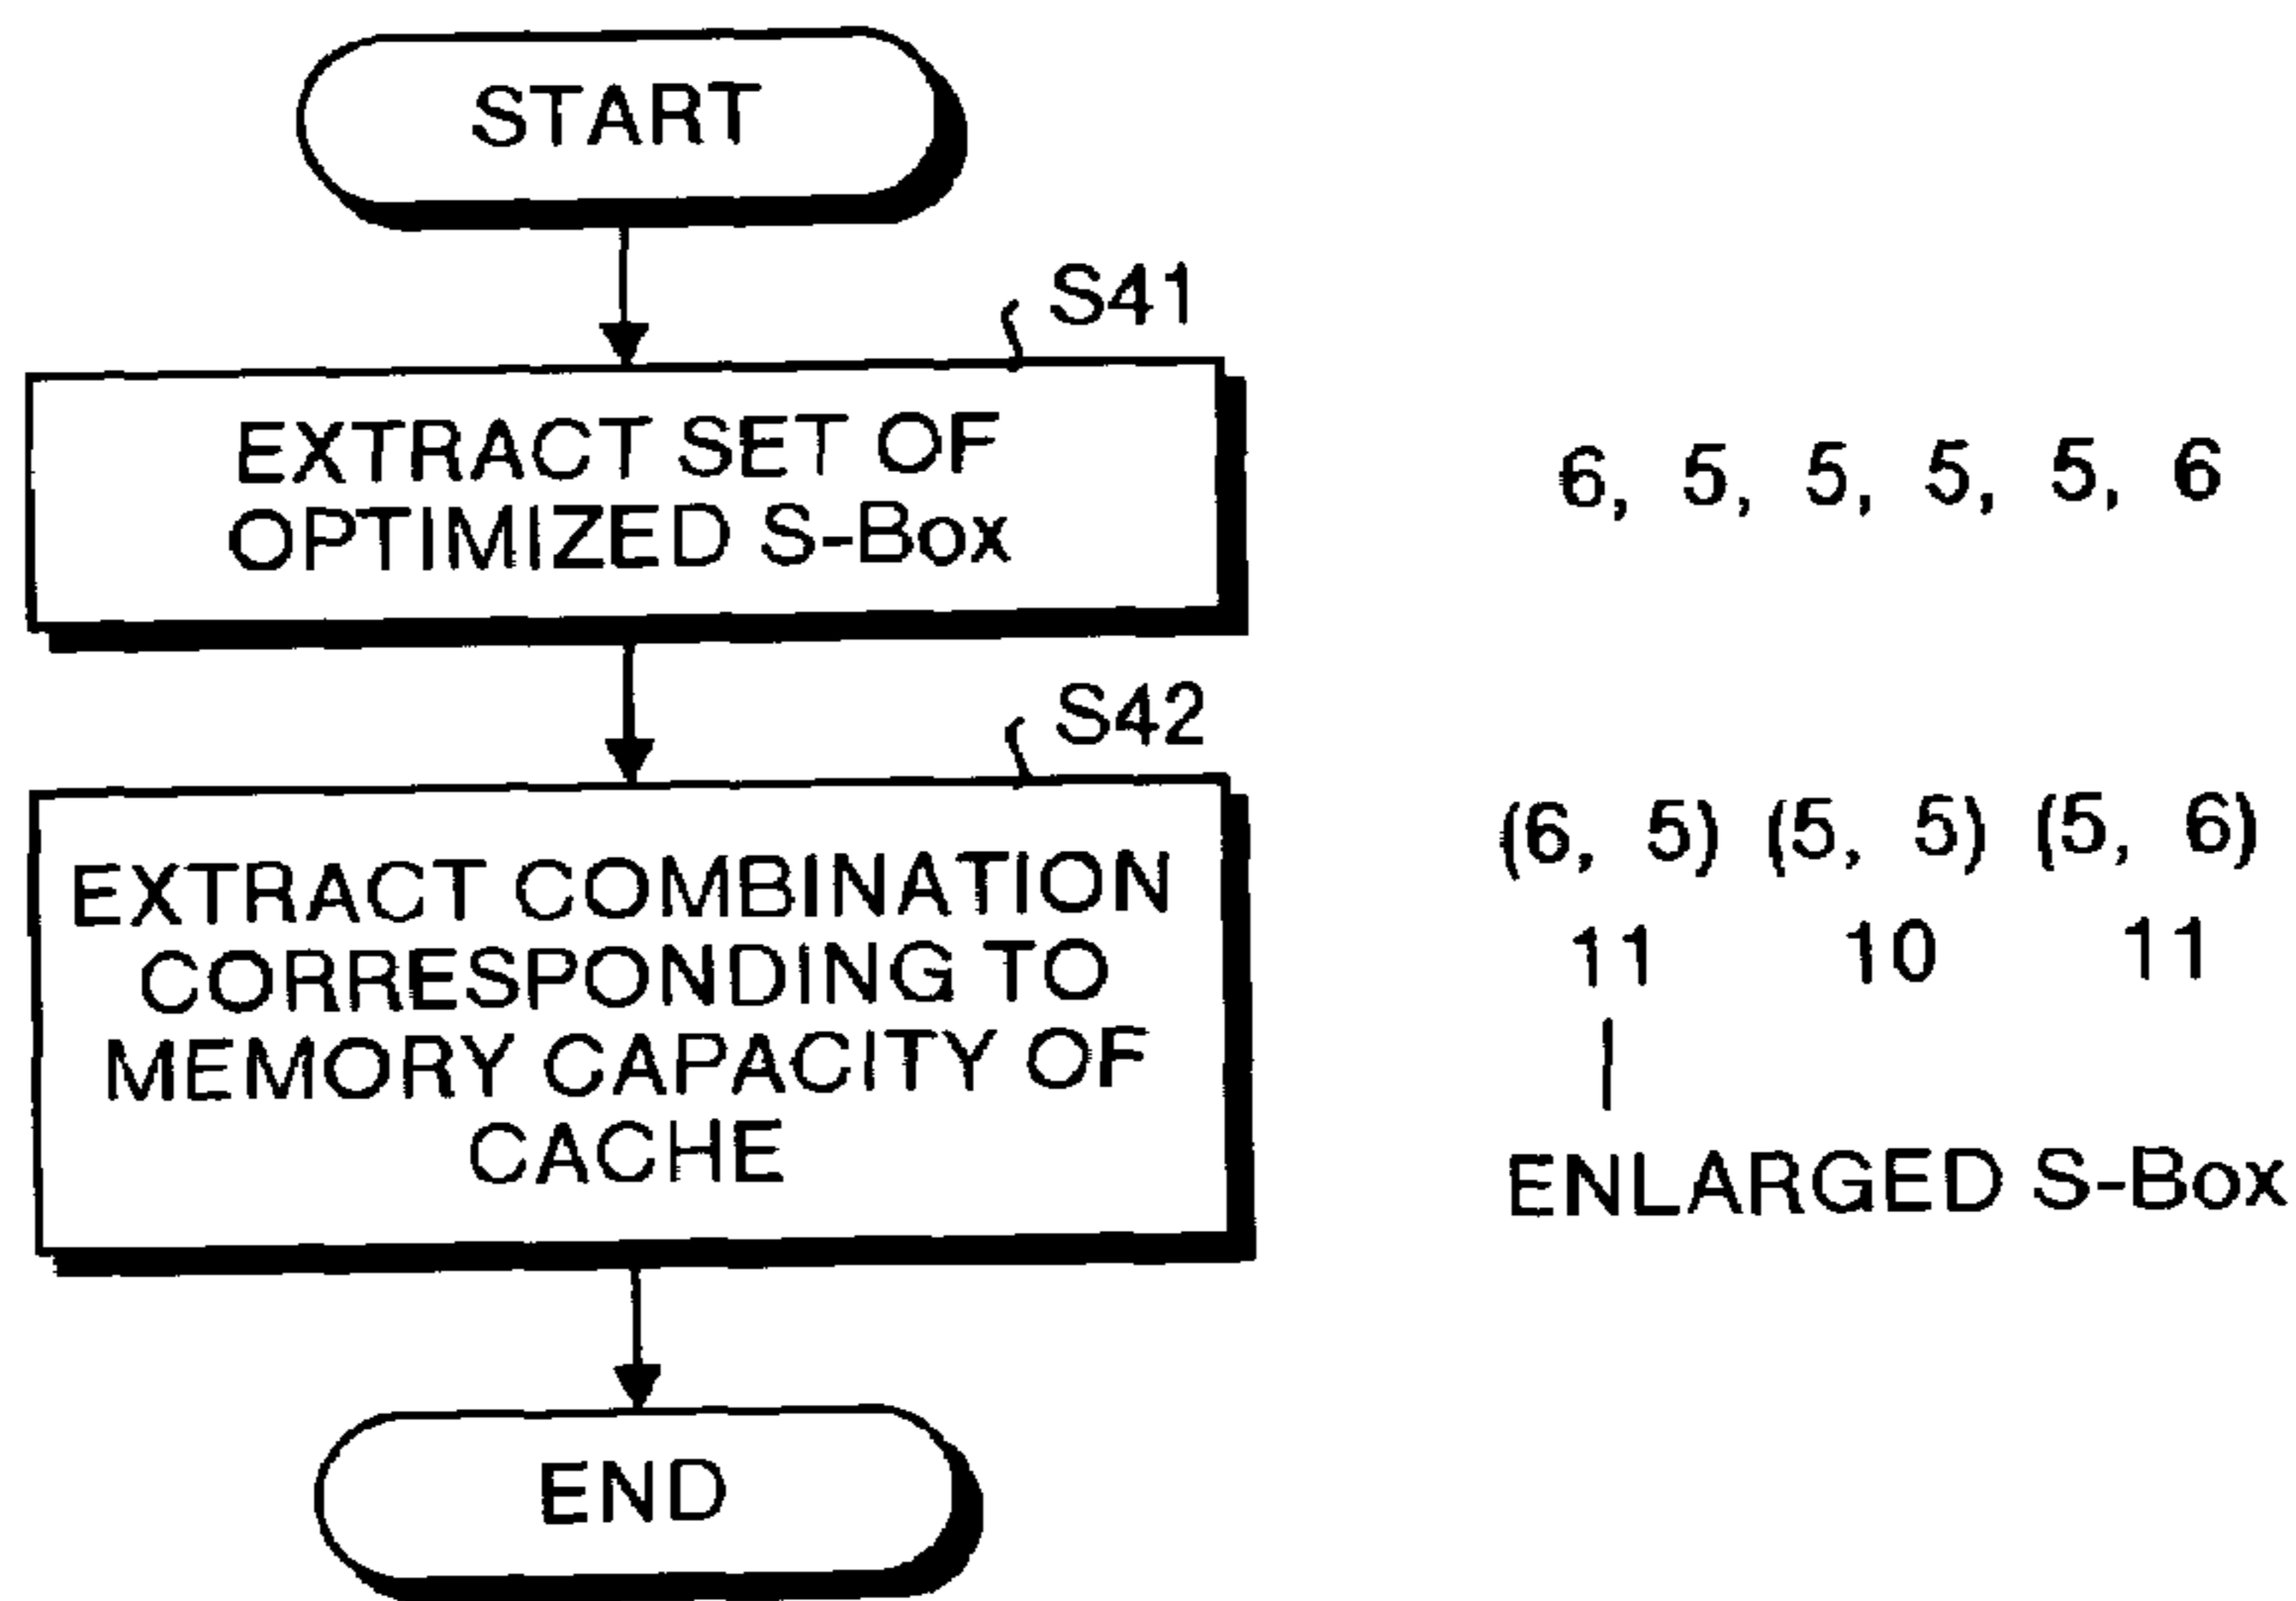 START
S41
EXTRACT SET OF
OPTIMIZED S-Box
6, 5, 5, 5, 5, 6
S42
EXTRACT COMBINATION
CORRESPONDING TO
MEMORY CAPACITY OF
CACHE
(6, 5) (5, 5) (5, 6)
11 10 11
ENLARGED S-Box
END